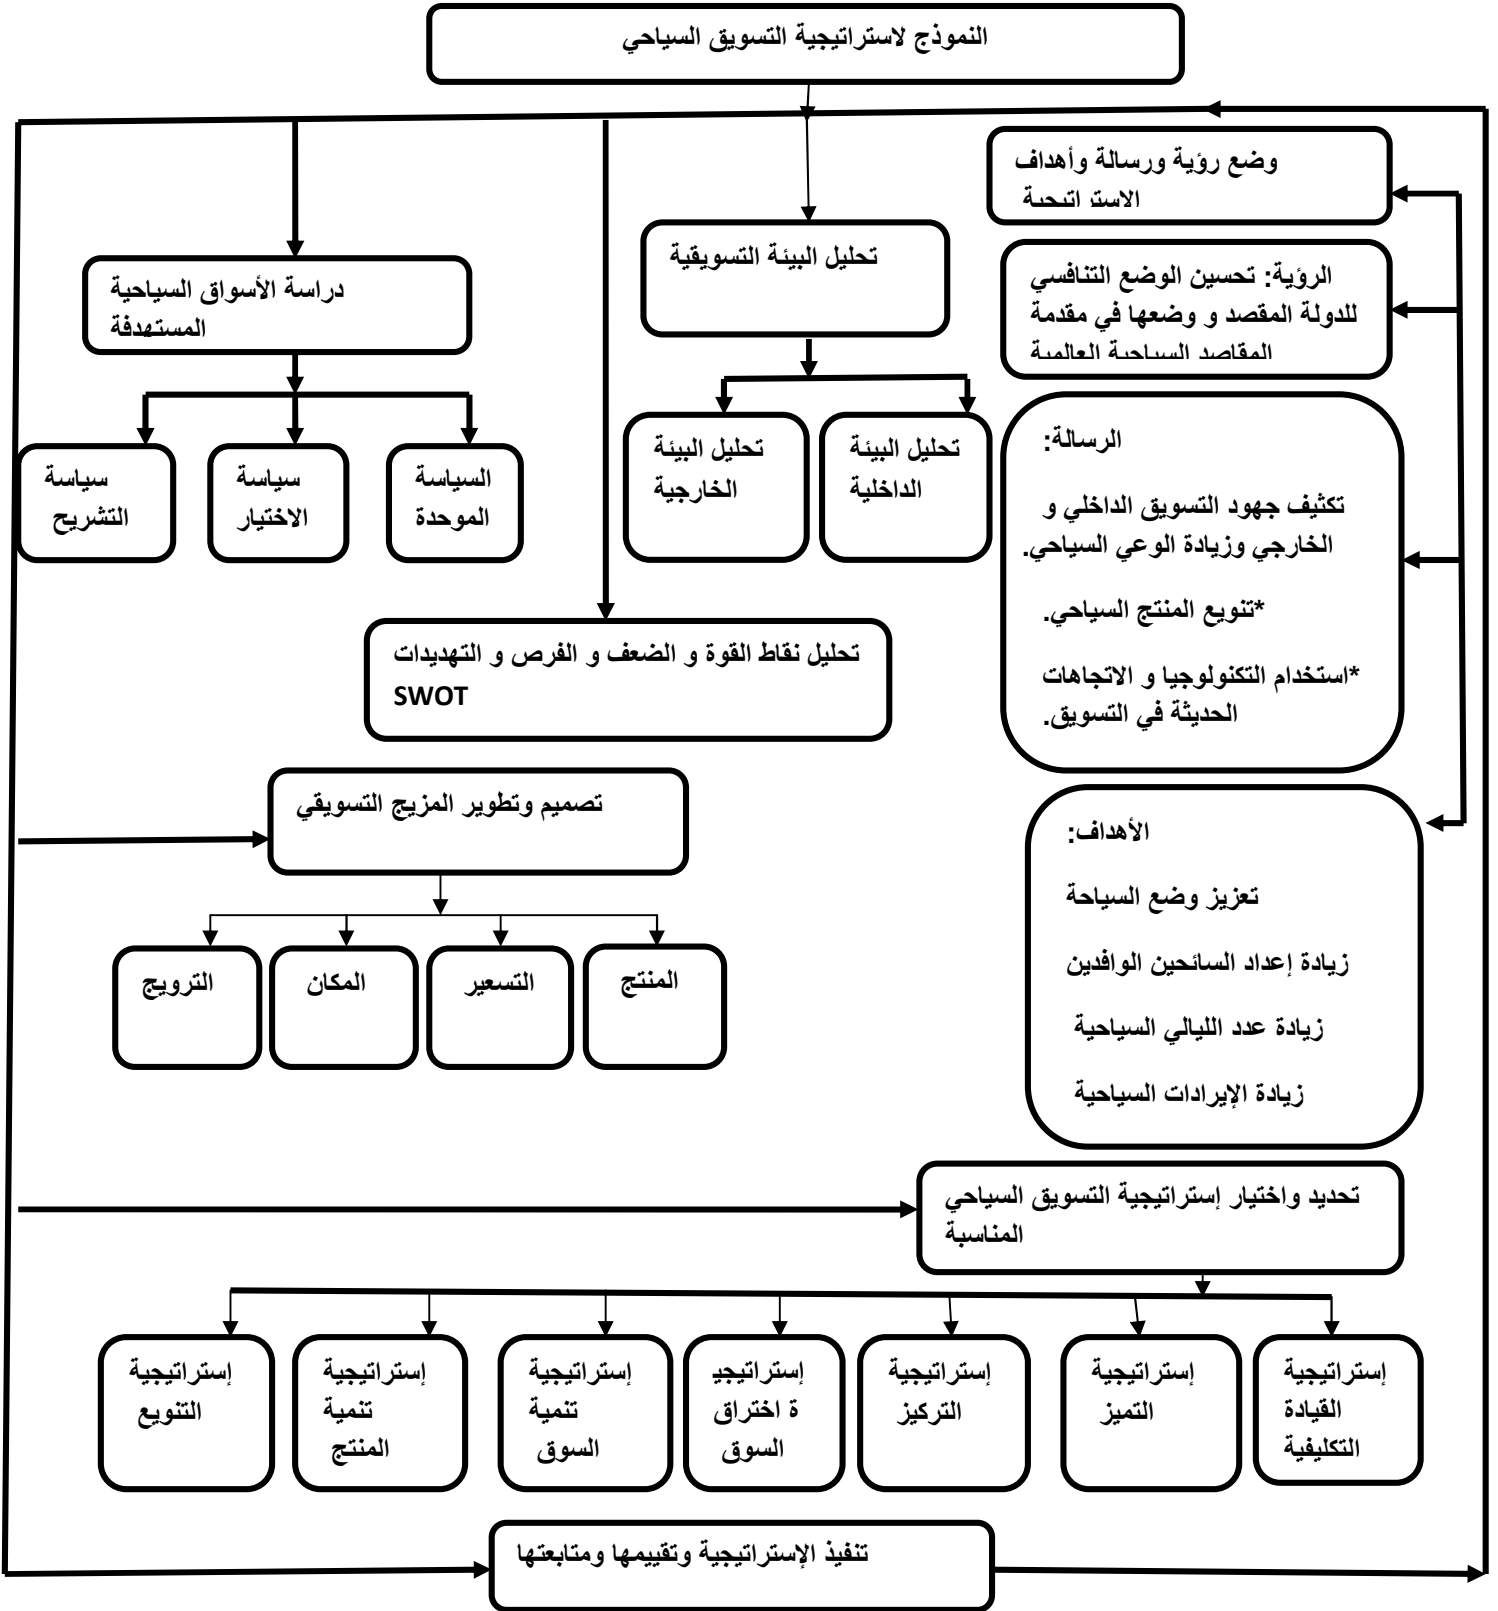 النموذج لاستراتيجية التسويق السياحي
وضع رؤية ورسالة وأهداف
الاستراتيجية
الرؤية: تحسين الوضع التنافسي
للدولة المقصد و وضعها في مقدمة
المقاصد السياحية العالمية
الرسالة:
تكثيف جهود التسويق الداخلي و
الخارجي وزيادة الوعي السياحي.
*تنويع المنتج السياحي.
*استخدام التكنولوجيا و الاتجاهات
الحديثة في التسويق.
الأهداف:
تعزيز وضع السياحة
زيادة إعداد السائحين الوافدين
زيادة عدد الليالي السياحية
زيادة الإيرادات السياحية
تحليل البيئة التسويقية
تحليل البيئة
الداخلية
تحليل البيئة
الخارجية
دراسة الأسواق السياحية
المستهدفة
السياسة
الموحدة
سياسة
الاختيار
سياسة
التشريح
تحليل نقاط القوة و الضعف و الفرص و التهديدات
SWOT
تصميم وتطوير المزيج التسويقي
المنتج
التسعير
المكان
الترويج
تحديد واختيار إستراتيجية التسويق السياحي
المناسبة
إستراتيجية
القيادة
التكليفية
إستراتيجية
التميز
إستراتيجية
التركيز
إستراتيجي
ة اختراق
السوق
إستراتيجية
تنمية
السوق
إستراتيجية
تنمية
المنتج
إستراتيجية
التنويع
تنفيذ الإستراتيجية وتقييمها ومتابعتها